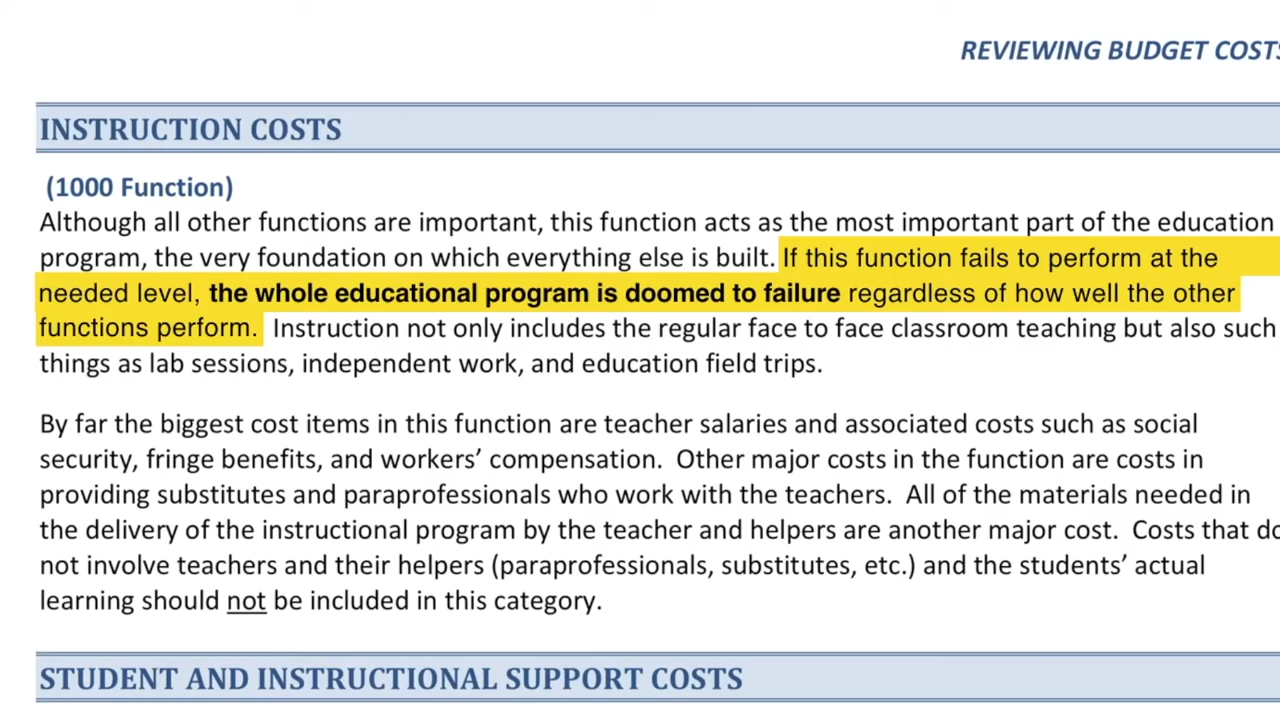 REVIEWING BUDGET COSTS
INSTRUCTION COSTS
(1000 Function)
Although all other functions are important, this function acts as the most important part of the education
program, the very foundation on which everything else is built. If this function fails to perform at the
needed level, the whole educational program is doomed to failure regardless of how well the other
functions perform. Instruction not only includes the regular face to face classroom teaching but also such
things as lab sessions, independent work, and education field trips.
By far the biggest cost items in this function are teacher salaries and associated costs such as social
security, fringe benefits, and workers’ compensation. Other major costs in the function are costs in
providing substitutes and paraprofessionals who work with the teachers. All of the materials needed in
the delivery of the instructional program by the teacher and helpers are another major cost. Costs that do
not involve teachers and their helpers (paraprofessionals, substitutes, etc.) and the students’ actual
learning should not be included in this category.
STUDENT AND INSTRUCTIONAL SUPPORT COSTS